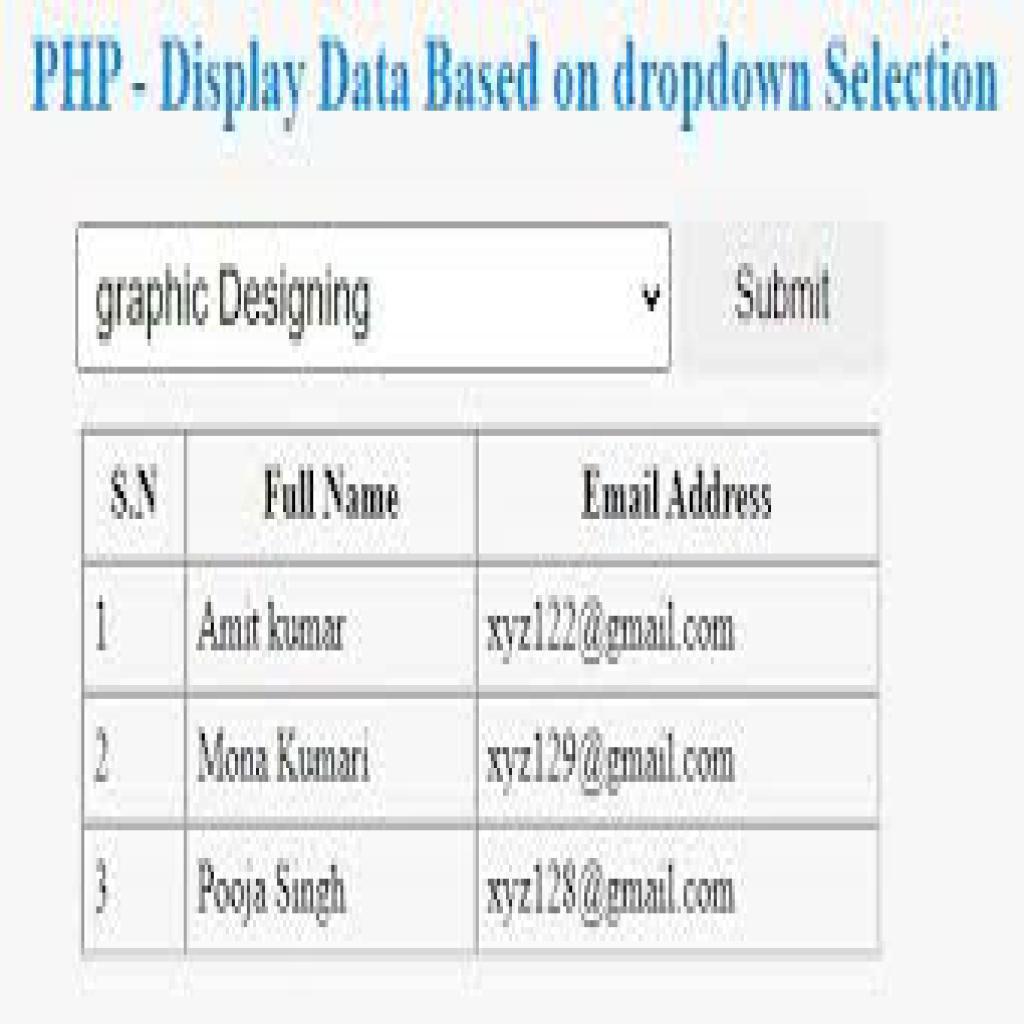 PHP - Display Data Based on dropdown Selection
graphic Designing Submit
S.N Full Name Email Address
1 Amit kumar xyz122@gmail.com
2 Mona Kumari xyz129@gmail.com
3 Pooja Singh xyz128@gmail.com